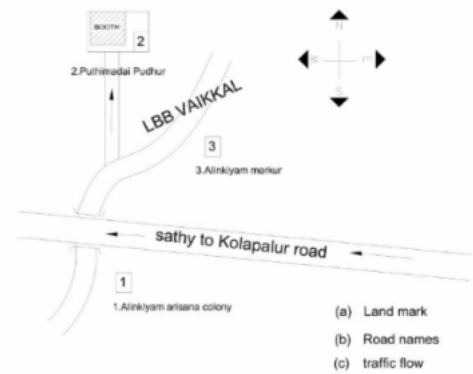 BOOTH
2
N
2.Puthimadai Pudhur
W
E
S
LBB VAIKKAL
3
3.Alinkiyam merkur
sathy to Kolapalur road
1
1.Alinkiyam arisana colony
(a) Land mark
(b) Road names
(c) traffic flow